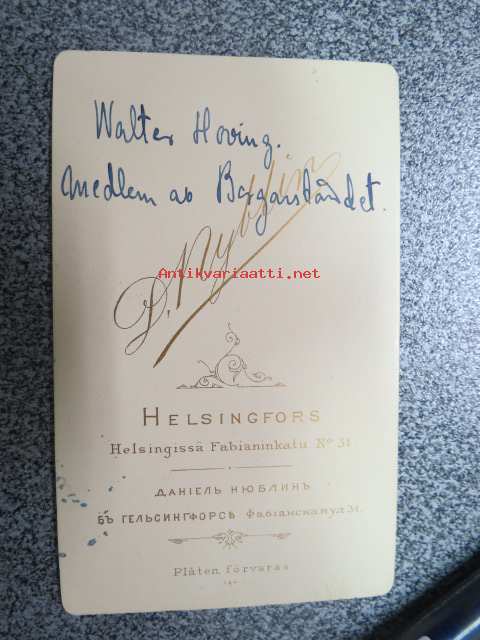 Walter Hoving.
Medlem av Borgarståndet.
D. Nyblin
Antikvariaatti.net
HELSINGFORS
Helsingissä Fabianinkatu No 31
ДАНІЕЛЬ НЮБЛИНЪ
ВЪ ГЕЛЬСИНГФОРСѢ Фабіанская ул 31.
Plåten förvaras